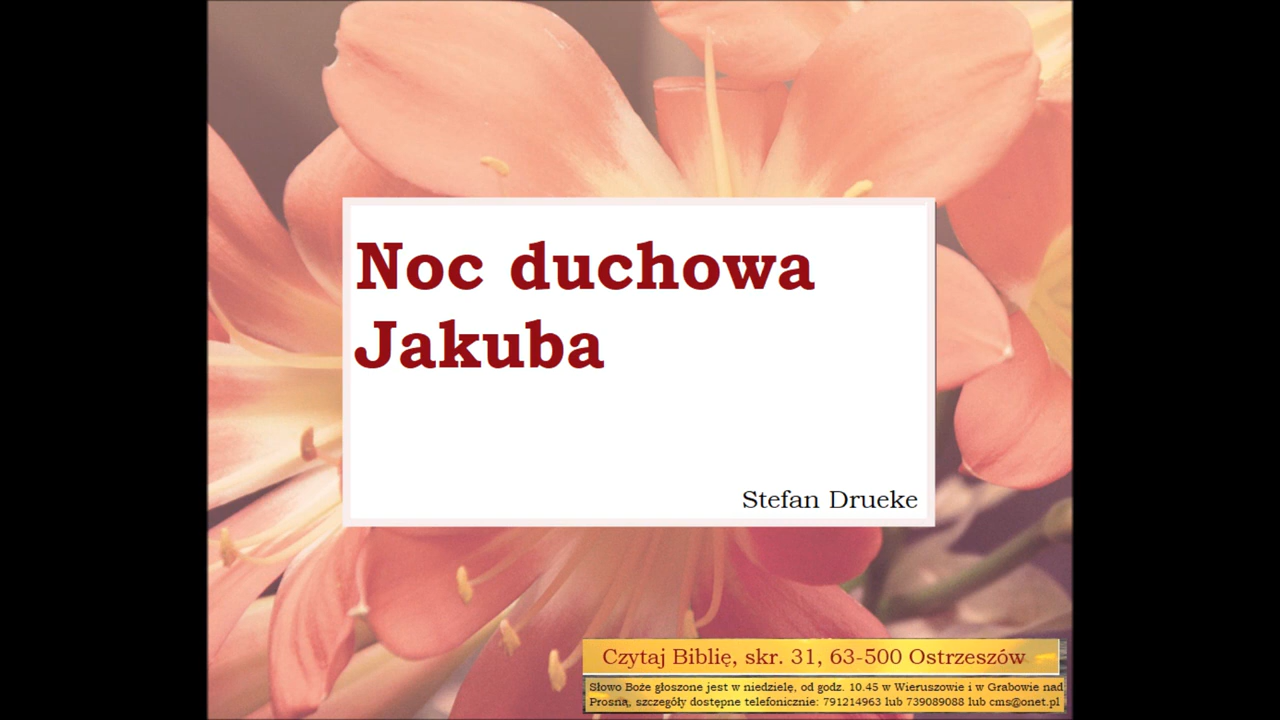 Noc duchowa
Jakuba
Stefan Drueke
Czytaj Biblię, skr. 31, 63-500 Ostrzeszów
Słowo Boże głoszone jest w niedzielę, od godz. 10.45 w Wieruszowie i w Grabowie nad
Prosną, szczegóły dostępne telefonicznie: 791214963 lub 739089088 lub cms@onet.pl